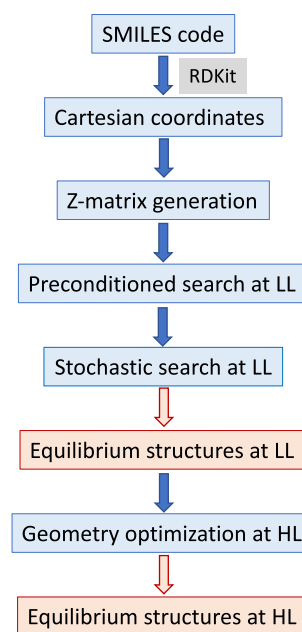 SMILES code
RDKit
Cartesian coordinates
Z-matrix generation
Preconditioned search at LL
Stochastic search at LL
Equilibrium structures at LL
Geometry optimization at HL
Equilibrium structures at HL